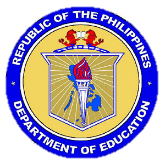 REPUBLIC OF THE PHILIPPINES
DEPARTMENT OF EDUCATION